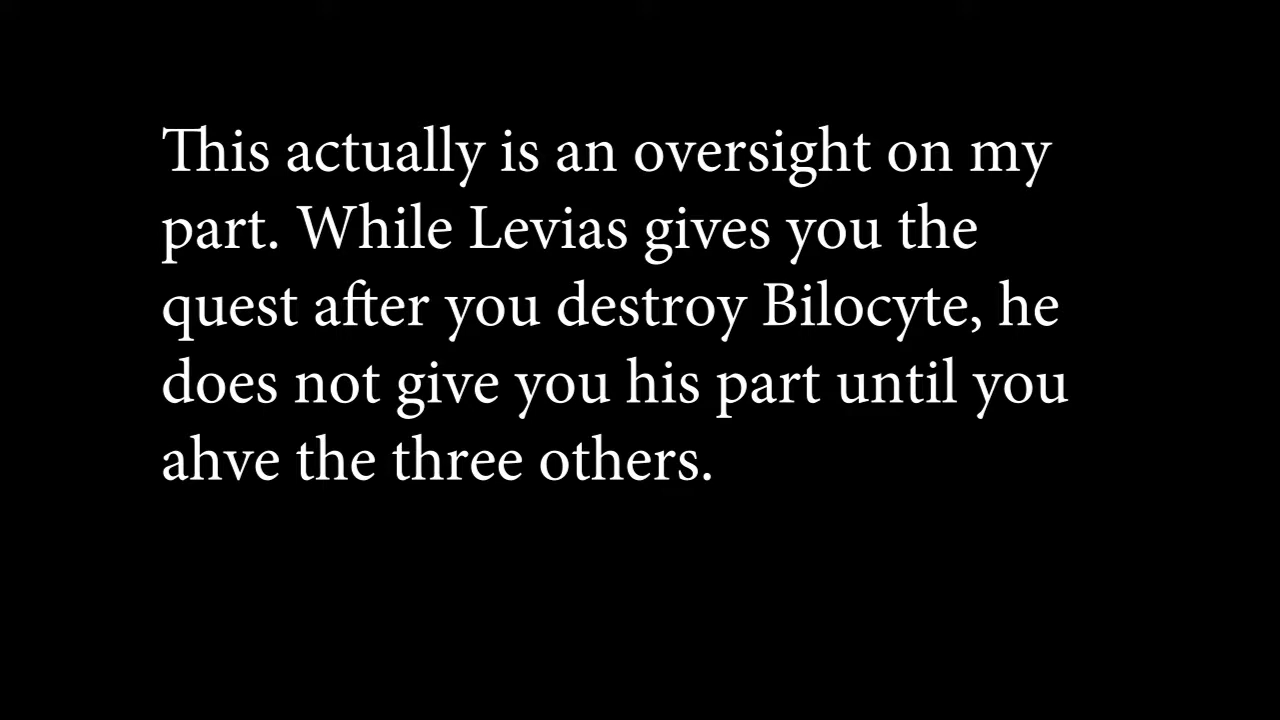 This actually is an oversight on my
part. While Levias gives you the
quest after you destroy Bilocyte, he
does not give you his part until you
ahve the three others.